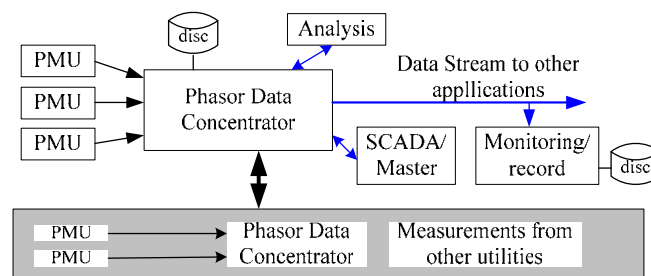 disc
Analysis
PMU
PMU
PMU
Phasor Data
Concentrator
Data Stream to other
appllications
SCADA/
Master
Monitoring/
record
disc
PMU
PMU
Phasor Data
Concentrator
Measurements from
other utilities